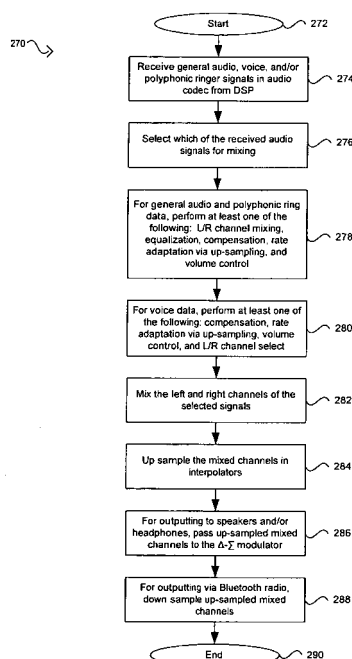 Start
272
270
Receive general audio, voice, and/or
polyphonic ringer signals in audio
codec from DSP
274
Select which of the received audio
signals for mixing
276
For general audio and polyphonic ring
data, perform at least one of the
following: L/R channel mixing,
equalization, compensation, rate
adaptation via up-sampling, and
volume control
278
For voice data, perform at least one of
the following: compensation, rate
adaptation via up-sampling, volume
control, and L/R channel select
280
Mix the left and right channels of the
selected signals
282
Up sample the mixed channels in
interpolators
284
For outputting to speakers and/or
headphones, pass up-sampled mixed
channels to the Δ-∑ modulator
286
For outputting via Bluetooth radio,
down sample up-sampled mixed
channels
288
End
290